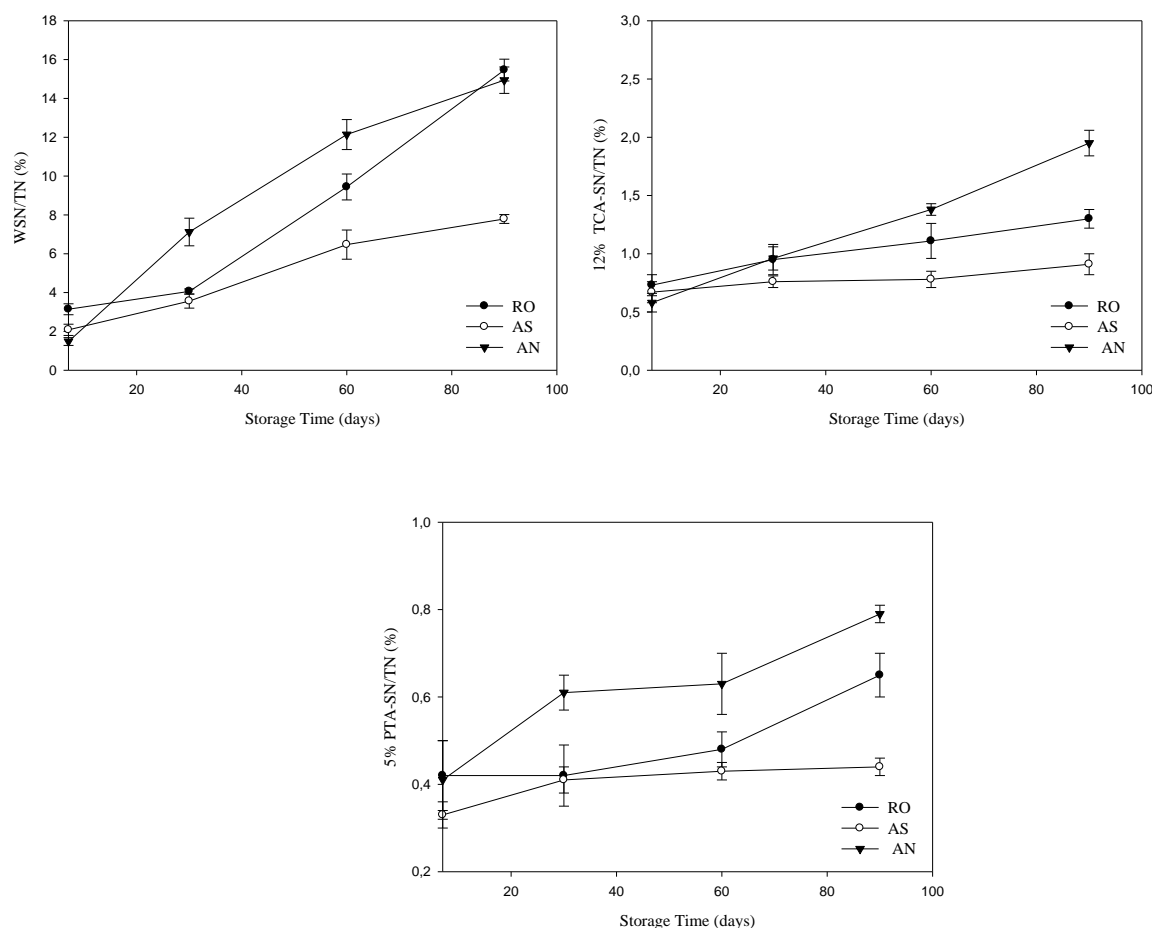 WSN/TN (%)
18
16
14
12
10
8
6
4
2
0
20 40 60 80 100
Storage Time (days)
RO
AS
AN
12% TCA-SN/TN (%)
3,0
2,5
2,0
1,5
1,0
0,5
0,0
20 40 60 80 100
Storage Time (days)
RO
AS
AN
5% PTA-SN/TN (%)
1,0
0,8
0,6
0,4
0,2
20 40 60 80 100
Storage Time (days)
RO
AS
AN